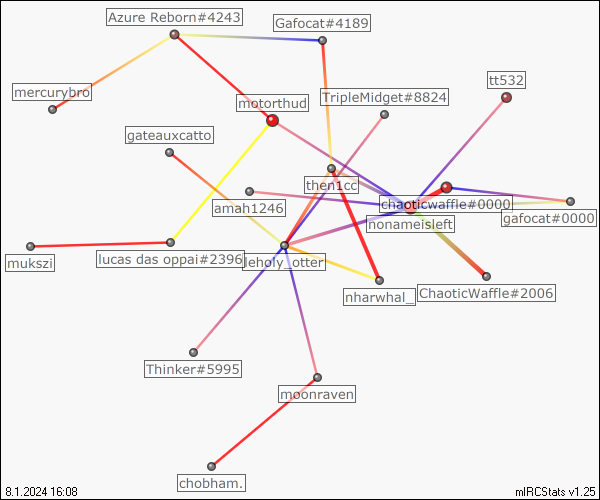 Azure Reborn#4243
Gafocat#4189
tt532
mercurybro
motorthud
TripleMidget#8824
gateauxcatto
then1cc
amah1246
chaoticwaffle#0000
gafocat#0000
nonameisleft
mukszi
lucas das oppai#2396
Jeholy_otter
nharwhal_
ChaoticWaffle#2006
Thinker#5995
moonraven
chobham.
8.1.2024 16:08
mIRCStats v1.25